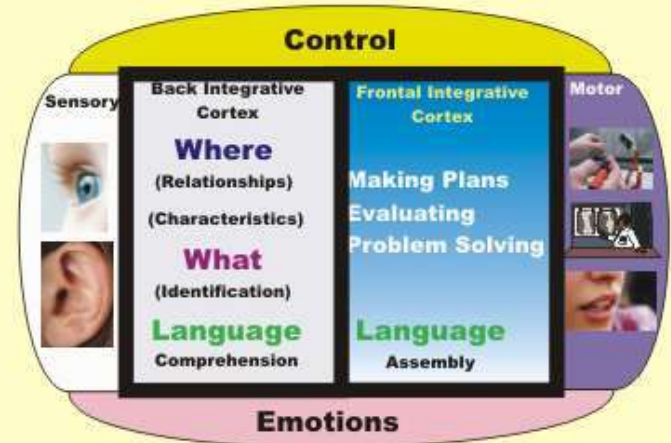 Control
Sensory
Back Integrative
Cortex
Where
(Relationships)
(Characteristics)
What
(Identification)
Language
Comprehension
Frontal Integrative
Cortex
Making Plans
Evaluating
Problem Solving
Language
Assembly
Motor
Emotions